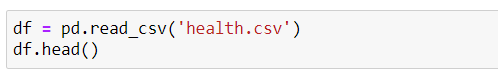 df = pd.read_csv('health.csv')
df.head()